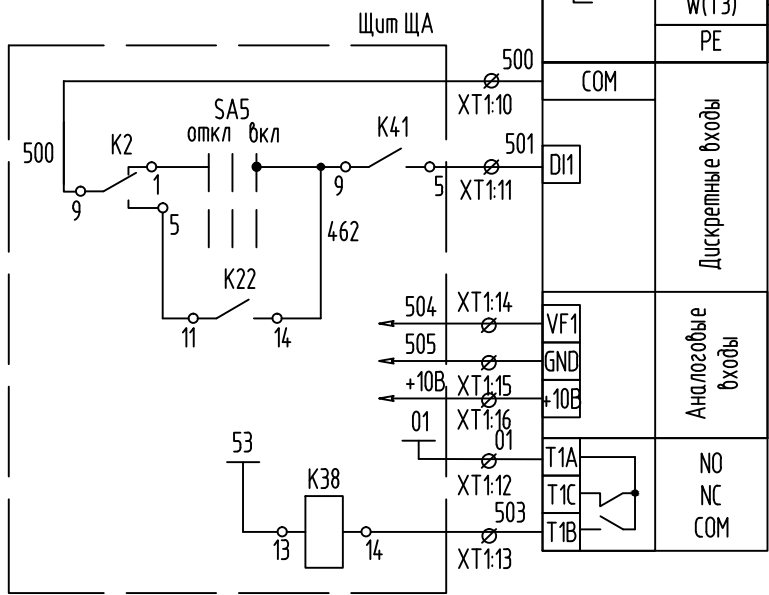 W(T3)
PE
Щит ЩА
500
COM
XT1:10
SA5
откл вкл
K41
K2
500
501
DI1
XT1:11
9
1
9
5
5
462
Дискретные входы
K22
11
14
504
XT1:14
VF1
505
GND
+10В
XT1:15
+10В
XT1:16
Аналоговые
входы
01
01
T1A
NO
53
XT1:12
K38
T1C
NC
503
T1B
COM
13
14
XT1:13